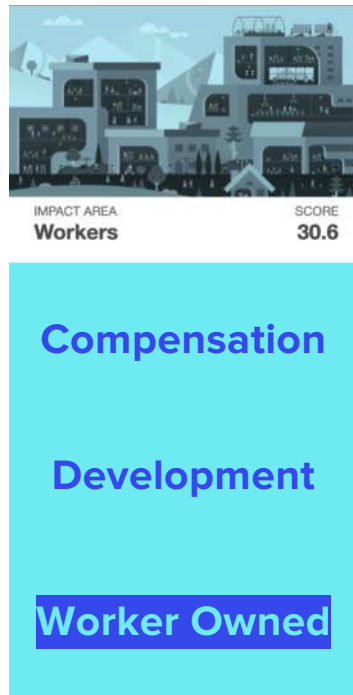 IMPACT AREA SCORE
Workers 30.6
Compensation
Development
Worker Owned